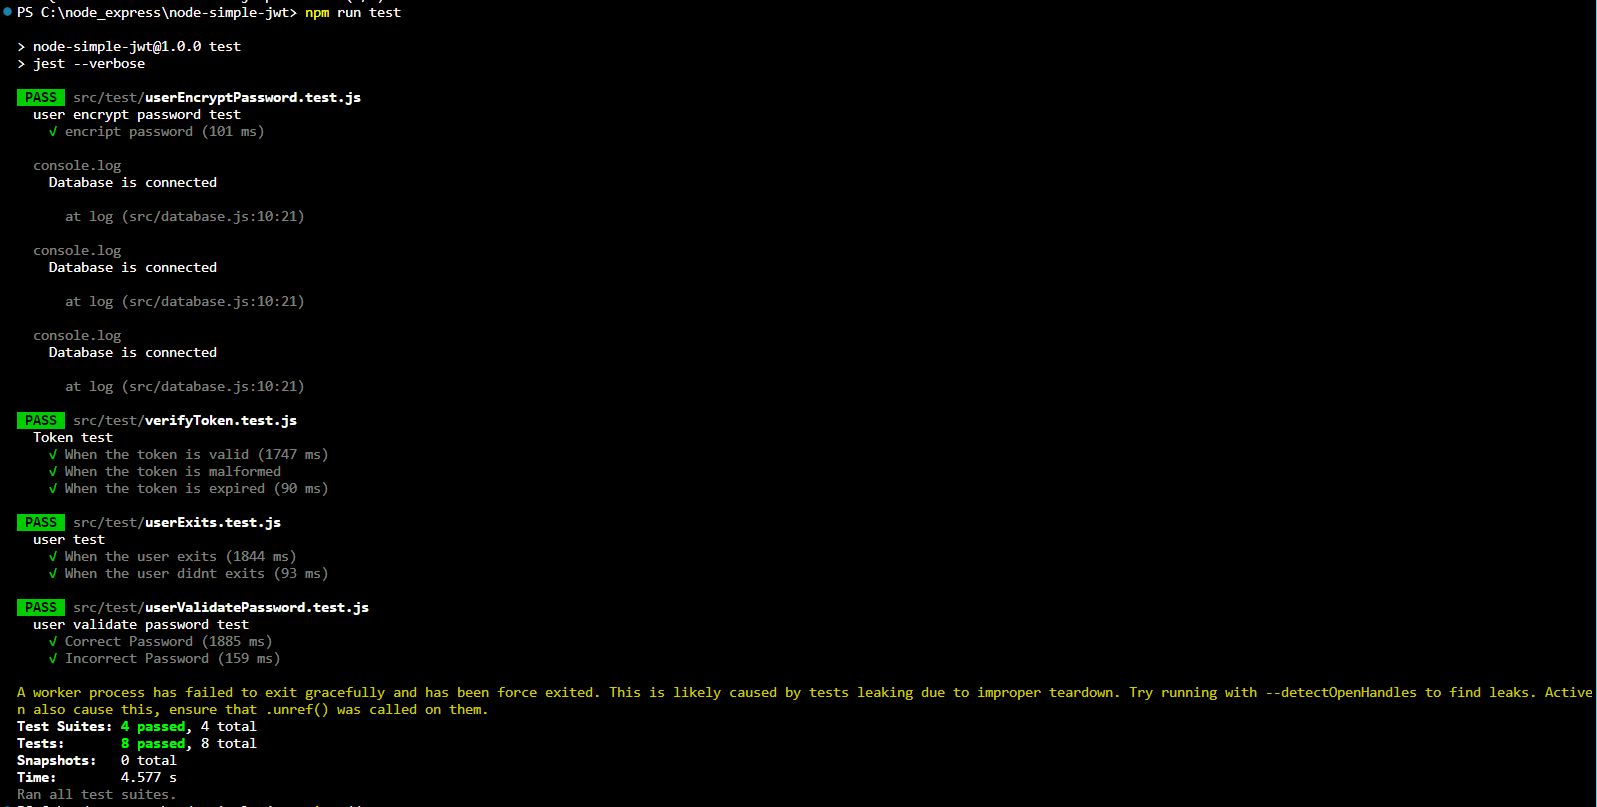 PS C:\node_express\node-simple-jwt> npm run test
> node-simple-jwt@1.0.0 test
> jest --verbose
PASS src/test/userEncryptPassword.test.js
user encrypt password test
√ encript password (101 ms)
console.log
Database is connected
at log (src/database.js:10:21)
console.log
Database is connected
at log (src/database.js:10:21)
console.log
Database is connected
at log (src/database.js:10:21)
PASS src/test/verifyToken.test.js
Token test
√ When the token is valid (1747 ms)
√ When the token is malformed
√ When the token is expired (90 ms)
PASS src/test/userExits.test.js
user test
√ When the user exits (1844 ms)
√ When the user didnt exits (93 ms)
PASS src/test/userValidatePassword.test.js
user validate password test
√ Correct Password (1885 ms)
√ Incorrect Password (159 ms)
A worker process has failed to exit gracefully and has been force exited. This is likely caused by tests leaking due to improper teardown. Try running with --detectOpenHandles to find leaks. Active
n also cause this, ensure that .unref() was called on them.
Test Suites: 4 passed, 4 total
Tests: 8 passed, 8 total
Snapshots: 0 total
Time: 4.577 s
Ran all test suites.